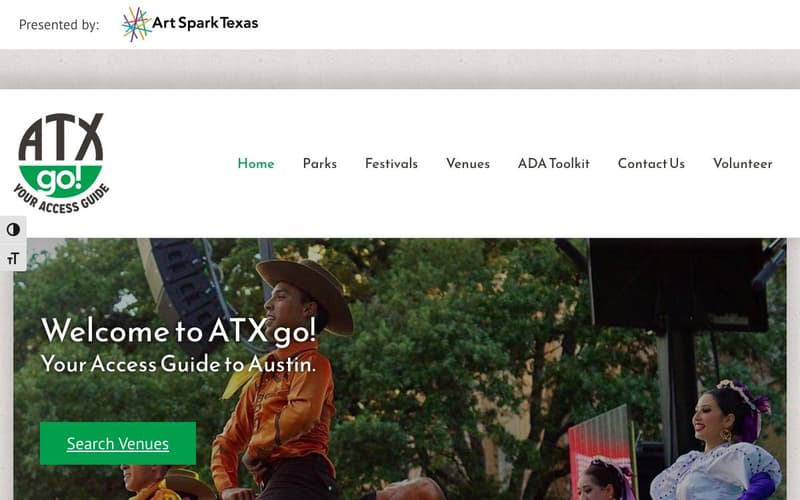 Presented by:
Art Spark Texas
ATX
go!
YOUR ACCESS GUIDE
Home
Parks
Festivals
Venues
ADA Toolkit
Contact Us
Volunteer
TT
Welcome to ATX go!
Your Access Guide to Austin.
Search Venues